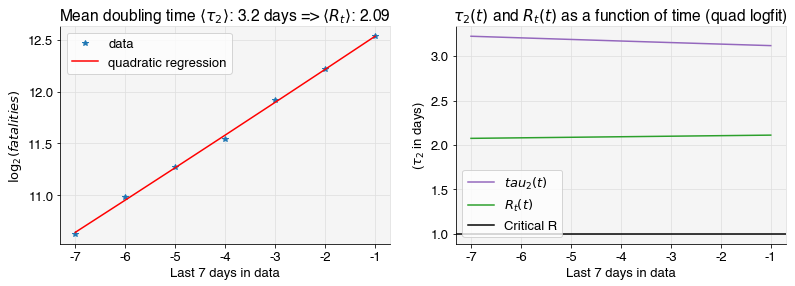 Mean doubling time ⟨τ₂⟩: 3.2 days => ⟨Rₜ⟩: 2.09
log₂(fatalities)
12.5
12.0
11.5
11.0
data
quadratic regression
-7 -6 -5 -4 -3 -2 -1
Last 7 days in data
τ₂(t) and Rₜ(t) as a function of time (quad logfit)
(τ₂ in days)
3.0
2.5
2.0
1.5
1.0
tau₂(t)
Rₜ(t)
Critical R
-7 -6 -5 -4 -3 -2 -1
Last 7 days in data